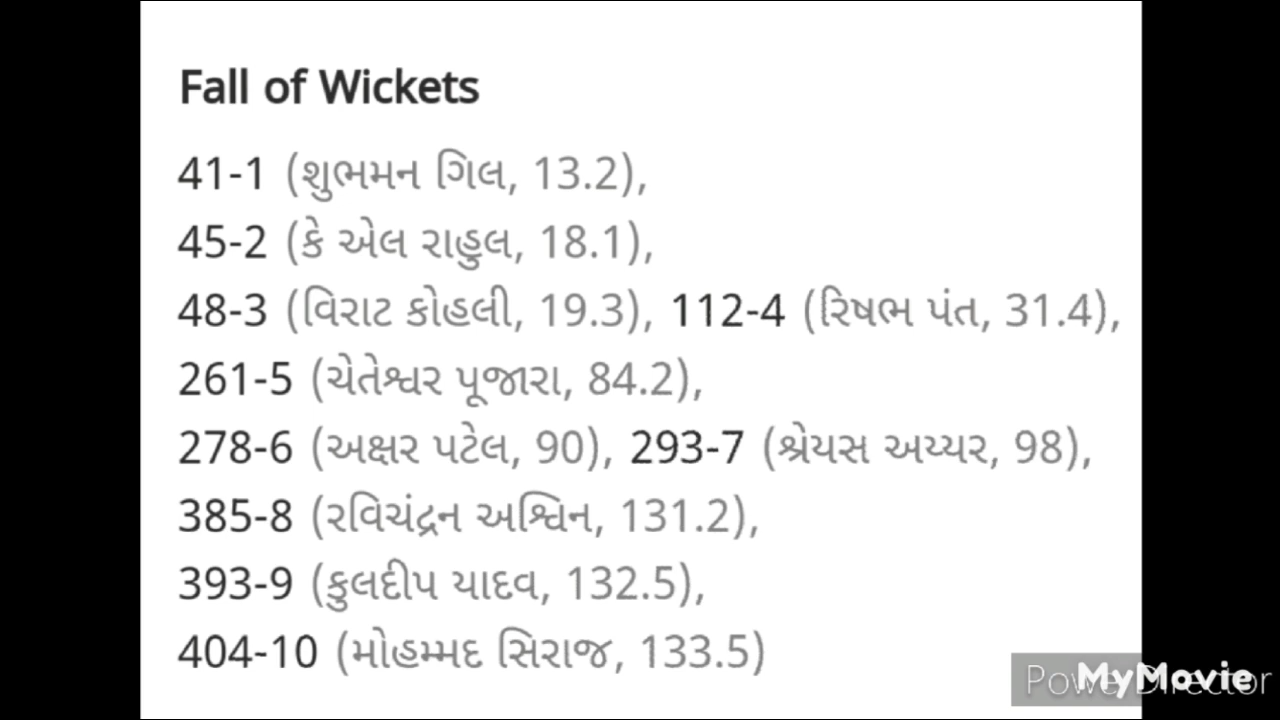 Fall of Wickets
41-1 (શુભમન ગિલ, 13.2),
45-2 (કે એલ રાહુલ, 18.1),
48-3 (વિરાટ કોહલી, 19.3), 112-4 (રિષભ પંત, 31.4),
261-5 (ચેતેશ્વર પૂજારા, 84.2),
278-6 (અક્ષર પટેલ, 90), 293-7 (શ્રેયસ અય્યર, 98),
385-8 (રવિચંદ્રન અશ્વિન, 131.2),
393-9 (કુલદીપ યાદવ, 132.5),
404-10 (મોહમ્મદ સિરાજ, 133.5)
MyMovie